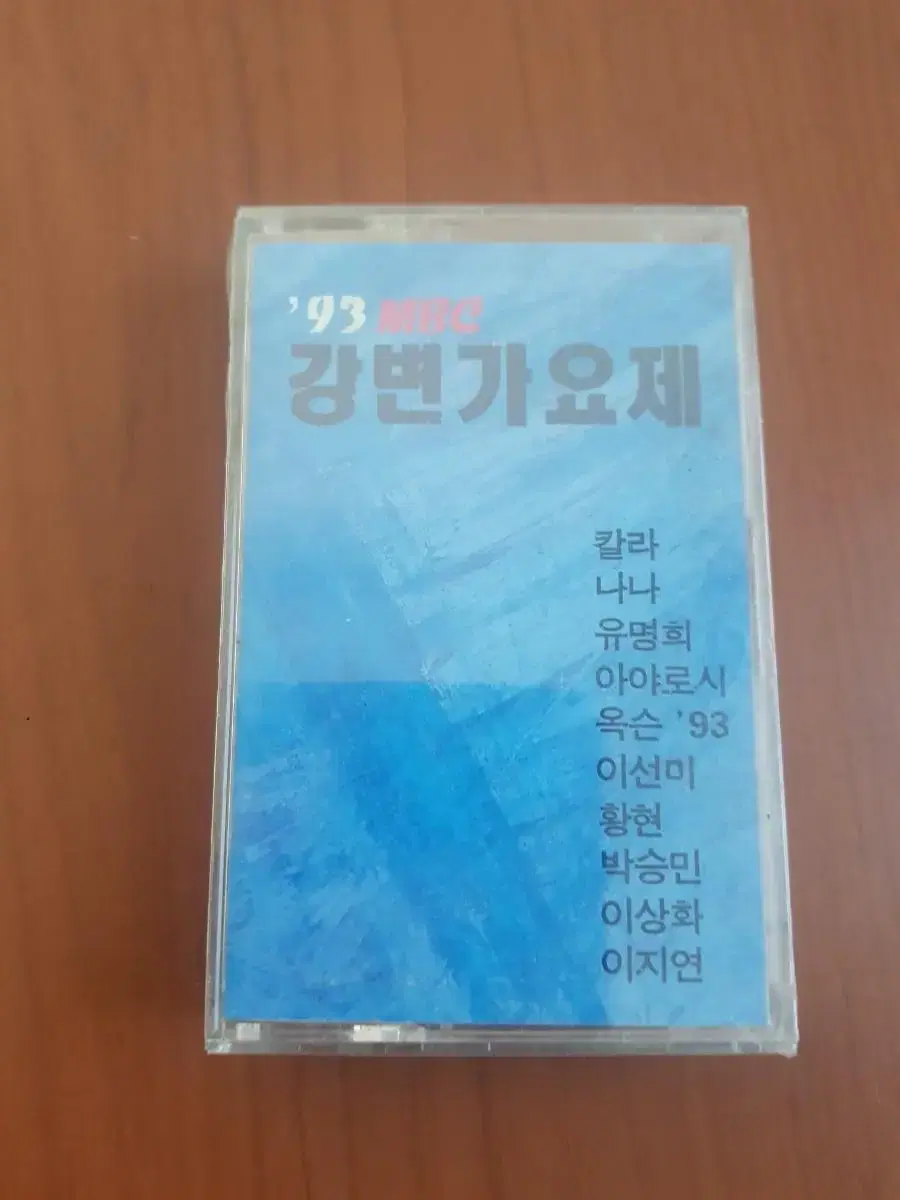 '93 MBC
강변가요제
칼라
나나
유명희
아야로시
옥슨 '93
이선미
황현
박승민
이상화
이지연